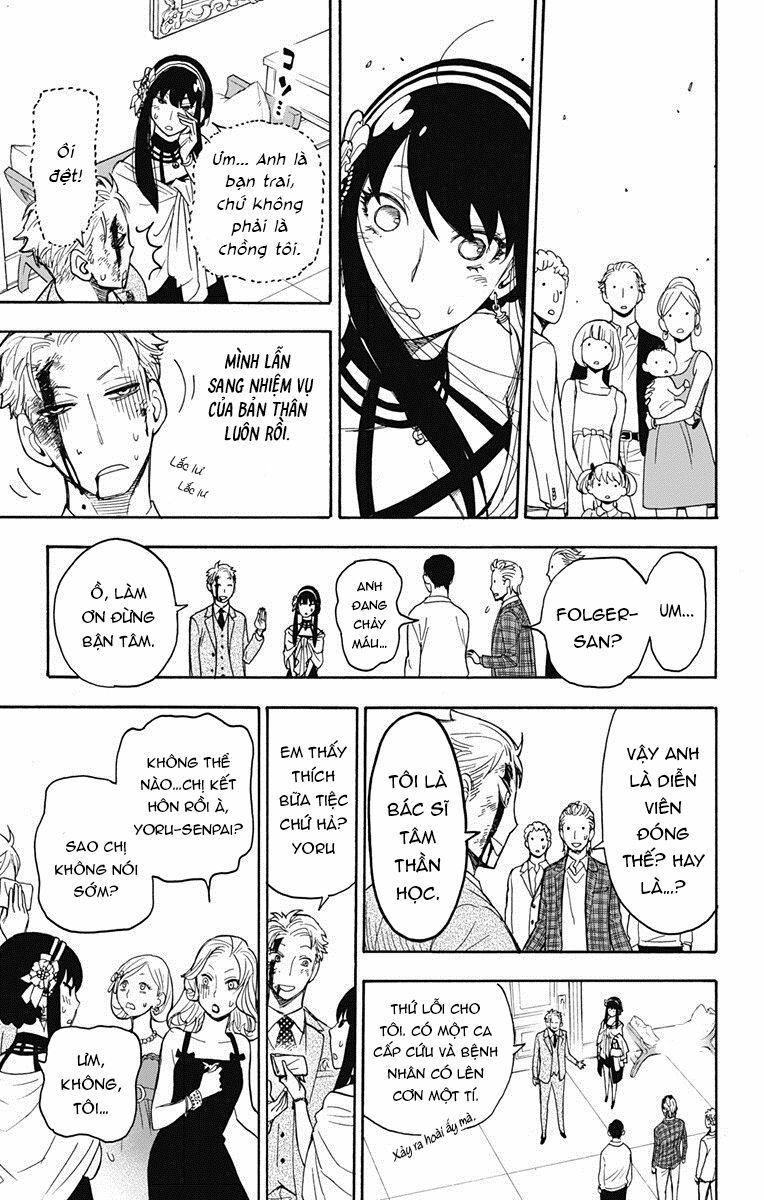 コソ...
Ưm... Anh là
bạn trai,
chứ không
phải là
chồng tôi.
Ôi
đệt!
MÌNH LẪN
SANG NHIỆM VỤ
CỦA BẢN THÂN
LUÔN RỒI.
Lắc lư
Lắc lư
UM...
FOLGER-
SAN?
ANH
ĐANG
CHẢY
MÁU...
Ồ, LÀM
ƠN ĐỪNG
BẬN TÂM.
VẬY ANH
LÀ DIỄN
VIÊN
ĐÓNG
THẾ? HAY
LÀ...?
TÔI LÀ
BÁC SĨ
TÂM
THẦN
HỌC.
THỨ LỖI CHO
TÔI. CÓ MỘT CA
CẤP CỨU VÀ BỆNH
NHÂN CÓ LÊN
CƠN MỘT TÍ.
Xảy ra hoài ấy mà.
EM THẤY
THÍCH
BỮA TIỆC
CHỨ HẢ?
YORU
KHÔNG THỂ
NÀO...CHỊ KẾT
HÔN RỒI À,
YORU-SENPAI?
SAO CHỊ
KHÔNG NÓI
SỚM?
ƯM,
KHÔNG,
TÔI...